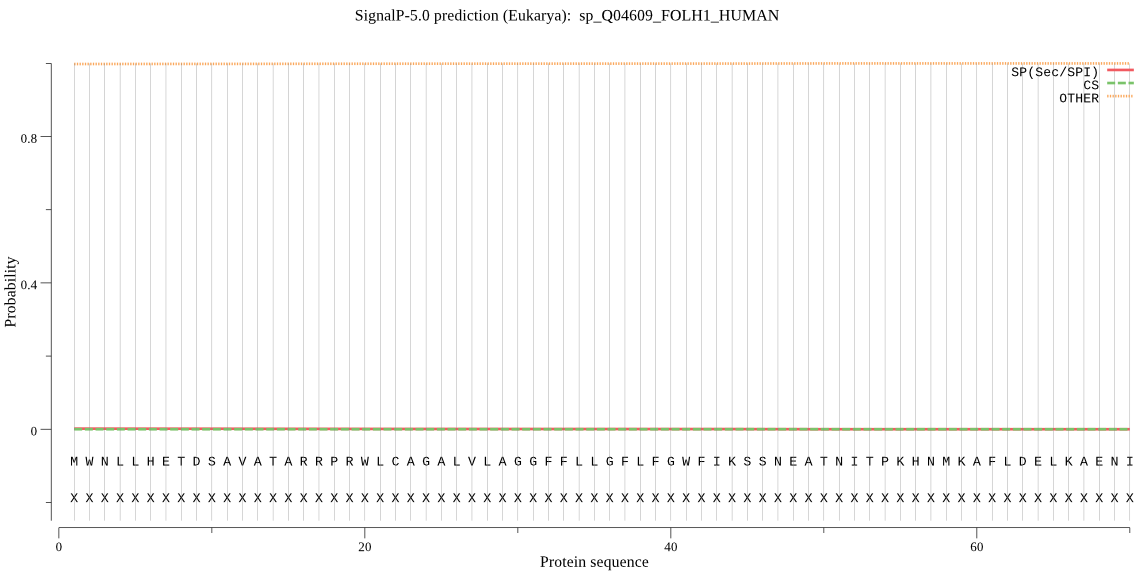 SignalP-5.0 prediction (Eukarya): sp_Q04609_FOLH1_HUMAN
SP(Sec/SPI)
CS
OTHER
0.8
0.4
0
Probability
M W N L L H E T D S A V A T A R R P R W L C A G A L V L A G G F F L L G F L F G W F I K S S N E A T N I T P K H N M K A F L D E L K A E N I
X X X X X X X X X X X X X X X X X X X X X X X X X X X X X X X X X X X X X X X X X X X X X X X X X X X X X X X X X X X X X X X X X X X X X X
0 20 40 60
Protein sequence